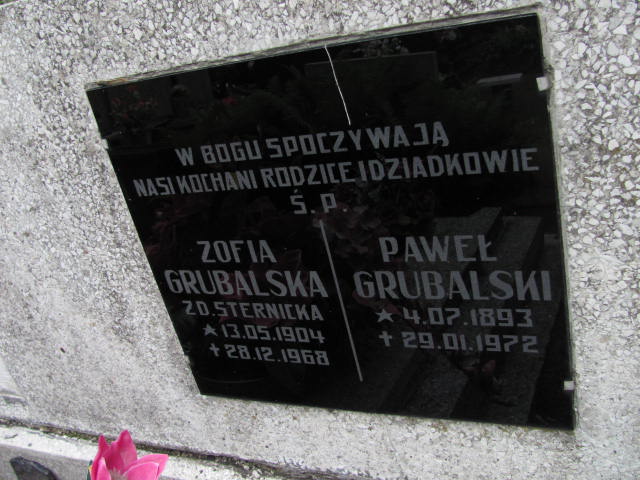 W BOGU SPOCZYWAJĄ
NASI KOCHANI RODZICE I DZIADKOWIE
Ś. P.
ZOFIA
GRUBALSKA
ZD. STERNICKA
* 13.05.1904
+ 28.12.1968
PAWEŁ
GRUBALSKI
* 4.07.1893
+ 29.01.1972